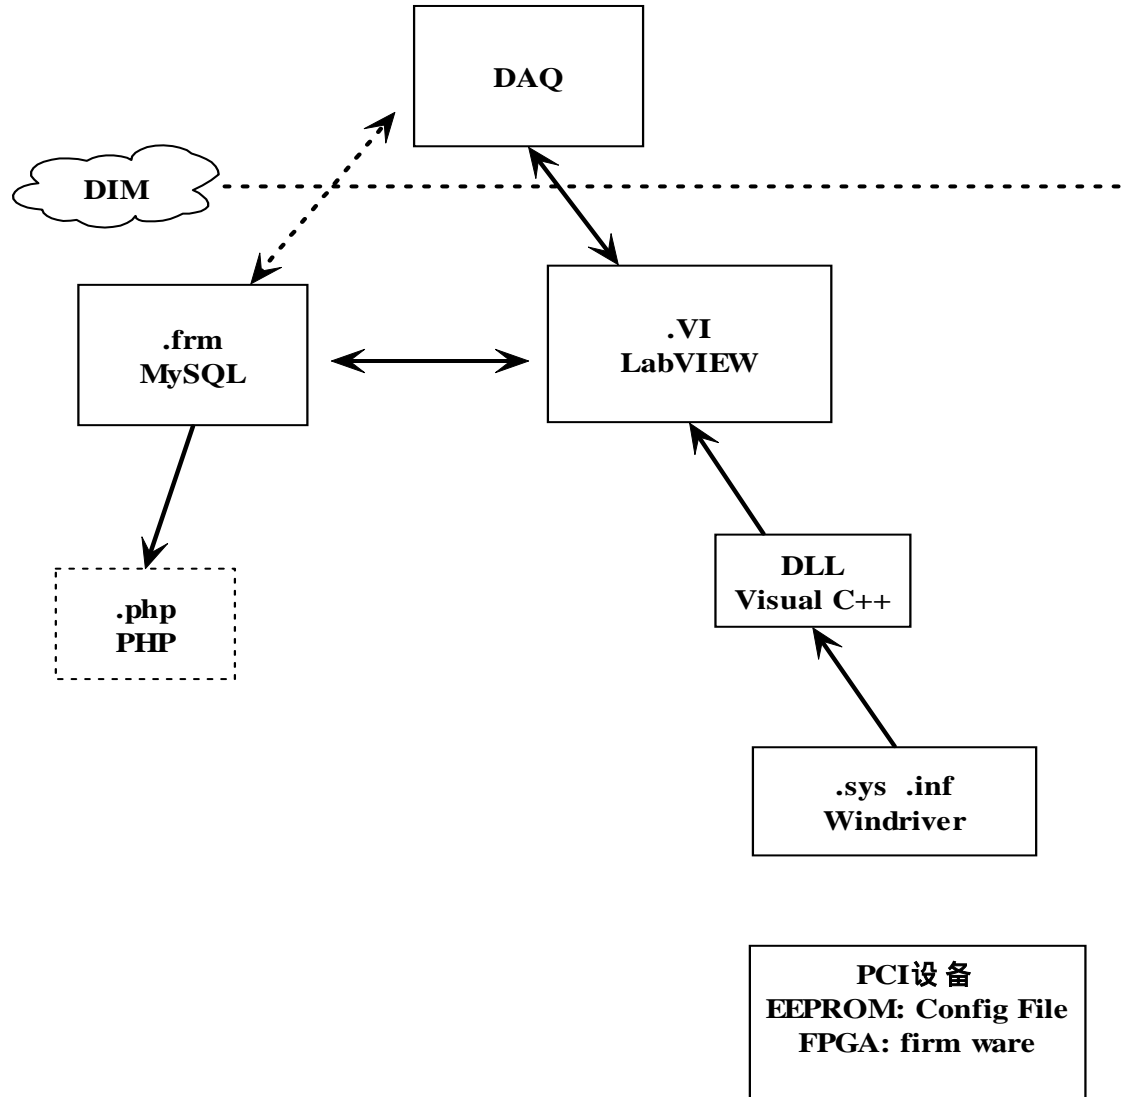 DAQ
DIM
.frm
MySQL
.VI
LabVIEW
DLL
Visual C++
.php
PHP
.sys .inf
Windriver
PCI设备
EEPROM: Config File
FPGA: firm ware